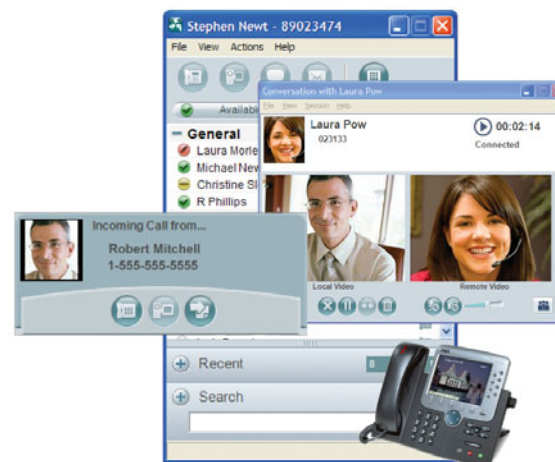 Stephen Newt - 89023474
File View Actions Help
Available
General
Laura Morle
Michael New
Christine Sl
R Phillips
Conversation with Laura Pow
File View Session Help
Laura Pow
023133
00:02:14
Connected
Local Video
Remote Video
Incoming Call from...
Robert Mitchell
1-555-555-5555
Recent
8
Search